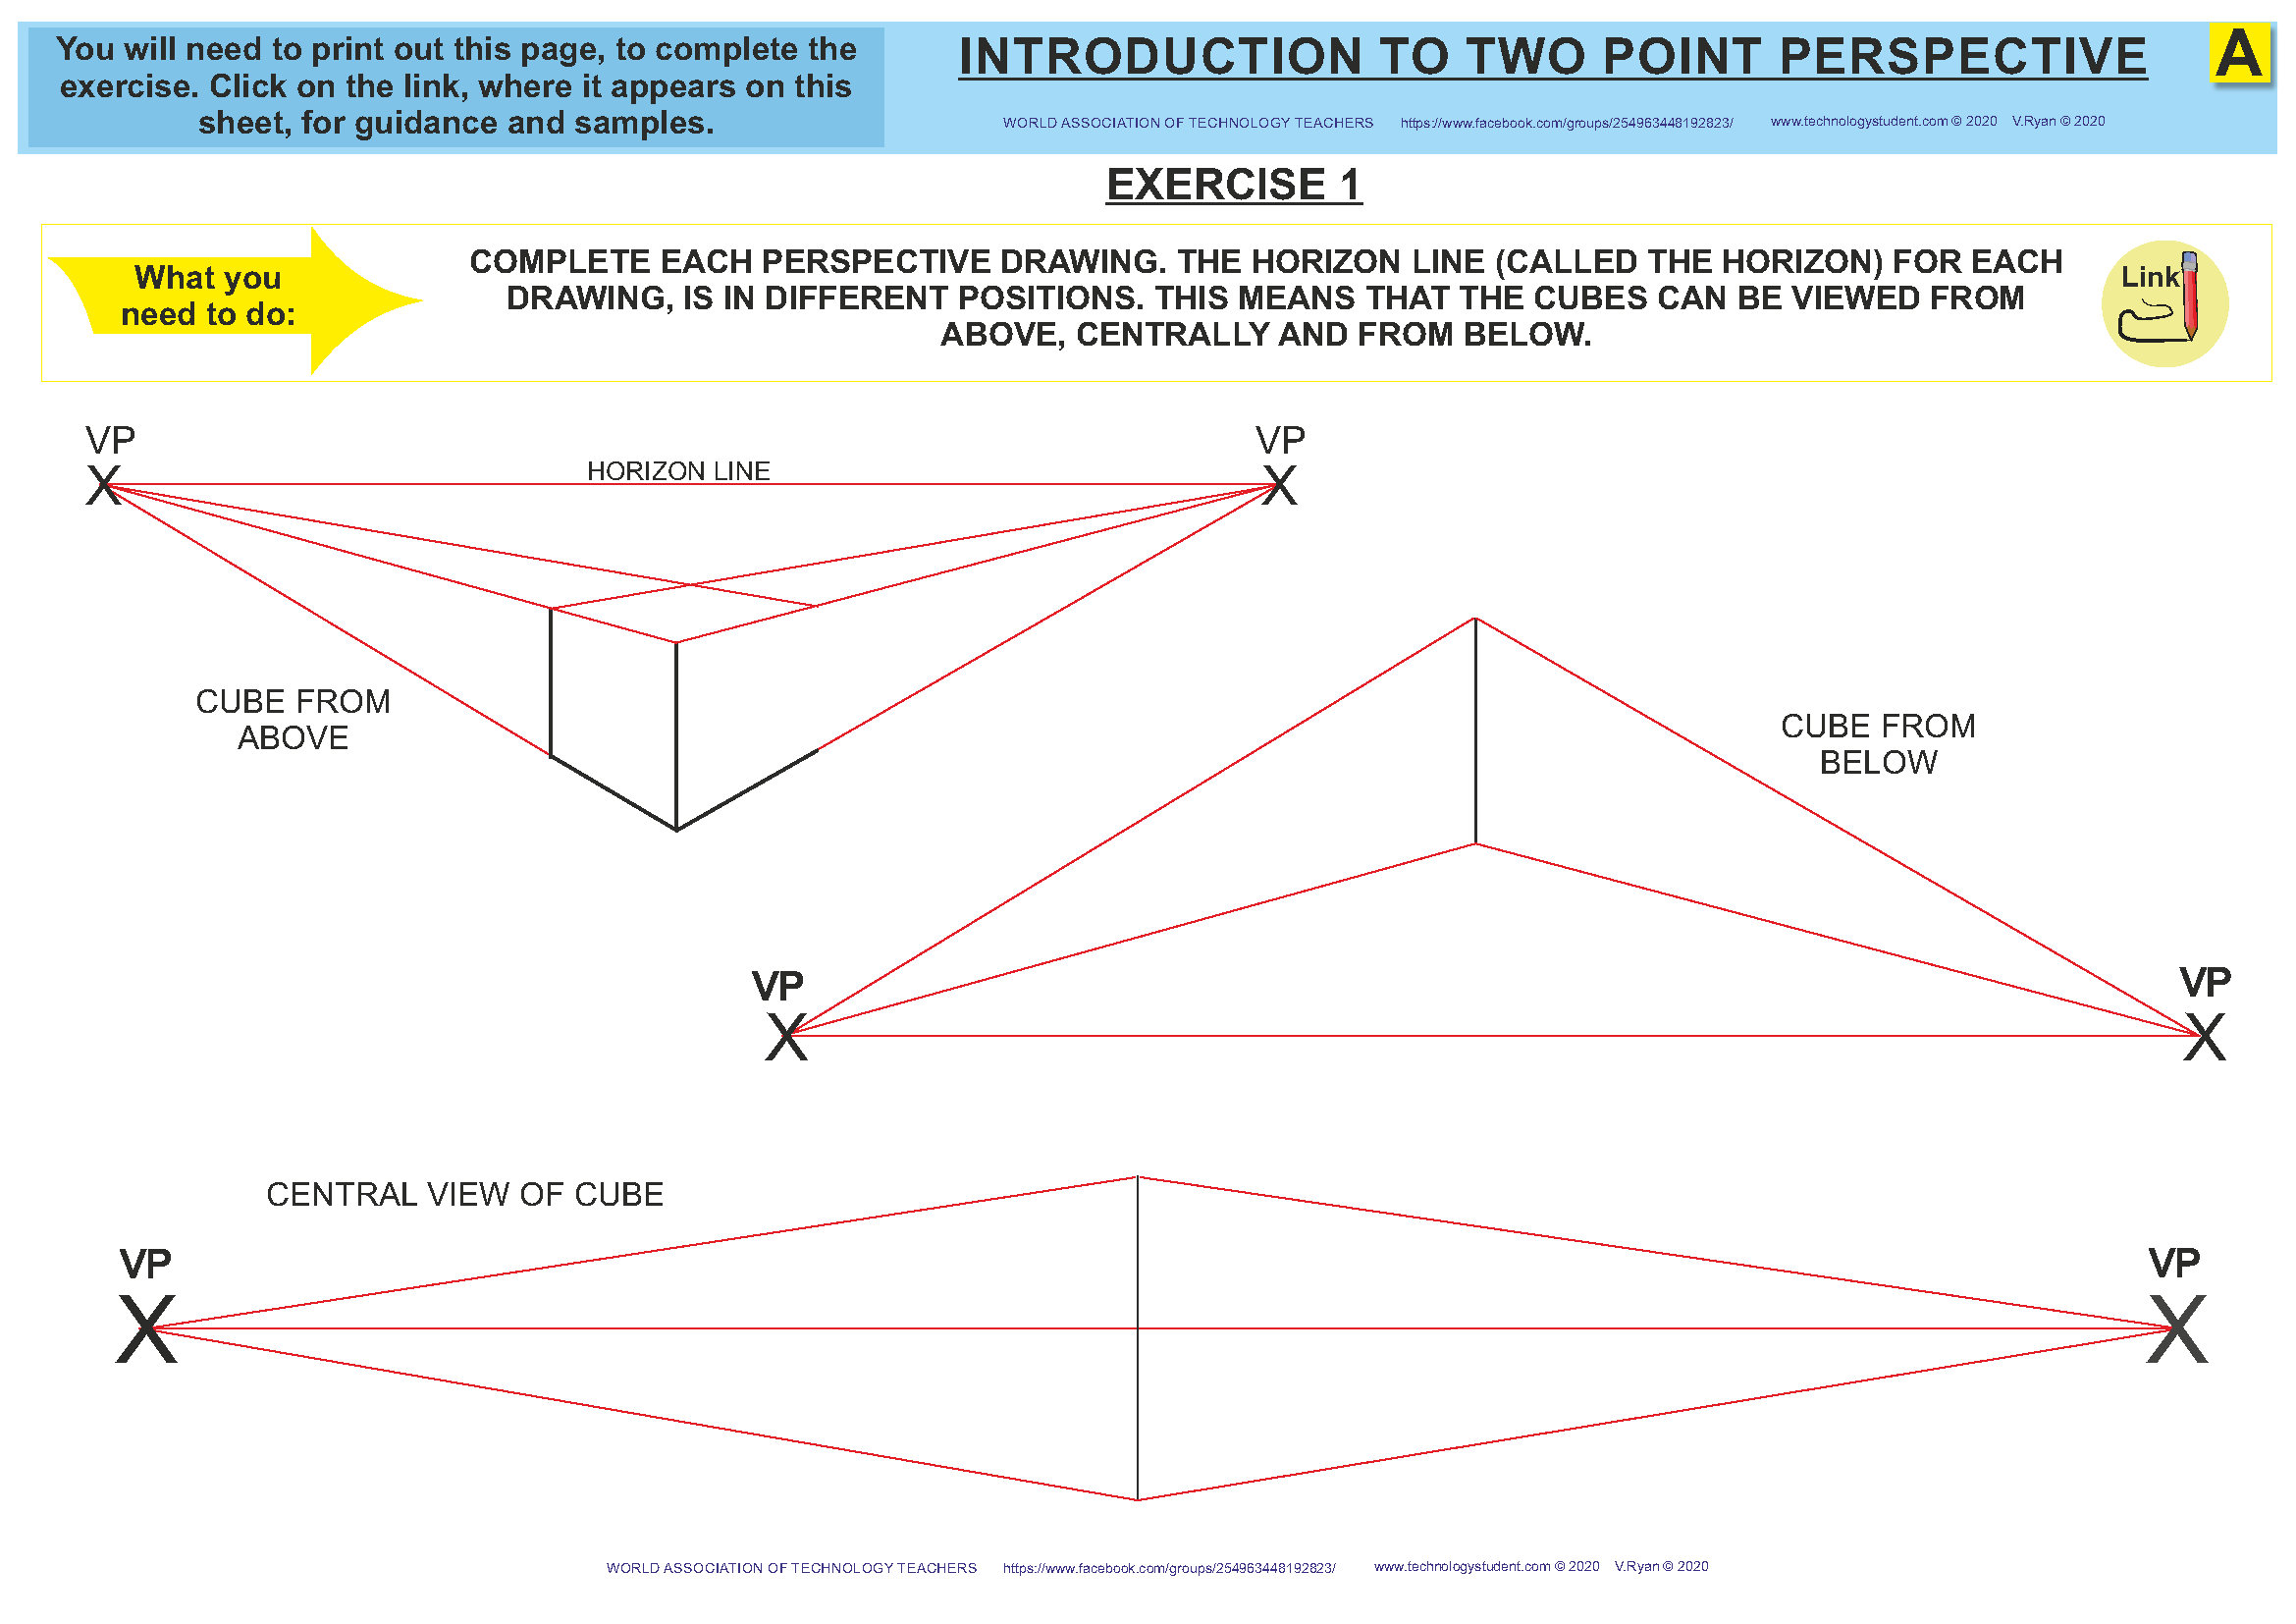 You will need to print out this page, to complete the
exercise. Click on the link, where it appears on this
sheet, for guidance and samples.
INTRODUCTION TO TWO POINT PERSPECTIVE
A
WORLD ASSOCIATION OF TECHNOLOGY TEACHERS https://www.facebook.com/groups/254963448192823/ www.technologystudent.com © 2020 V.Ryan © 2020
EXERCISE 1
What you
need to do:
COMPLETE EACH PERSPECTIVE DRAWING. THE HORIZON LINE (CALLED THE HORIZON) FOR EACH
DRAWING, IS IN DIFFERENT POSITIONS. THIS MEANS THAT THE CUBES CAN BE VIEWED FROM
ABOVE, CENTRALLY AND FROM BELOW.
Link
VP
VP
X
HORIZON LINE
X
CUBE FROM
ABOVE
CUBE FROM
BELOW
VP
VP
X
X
CENTRAL VIEW OF CUBE
VP
VP
X
X
WORLD ASSOCIATION OF TECHNOLOGY TEACHERS https://www.facebook.com/groups/254963448192823/ www.technologystudent.com © 2020 V.Ryan © 2020